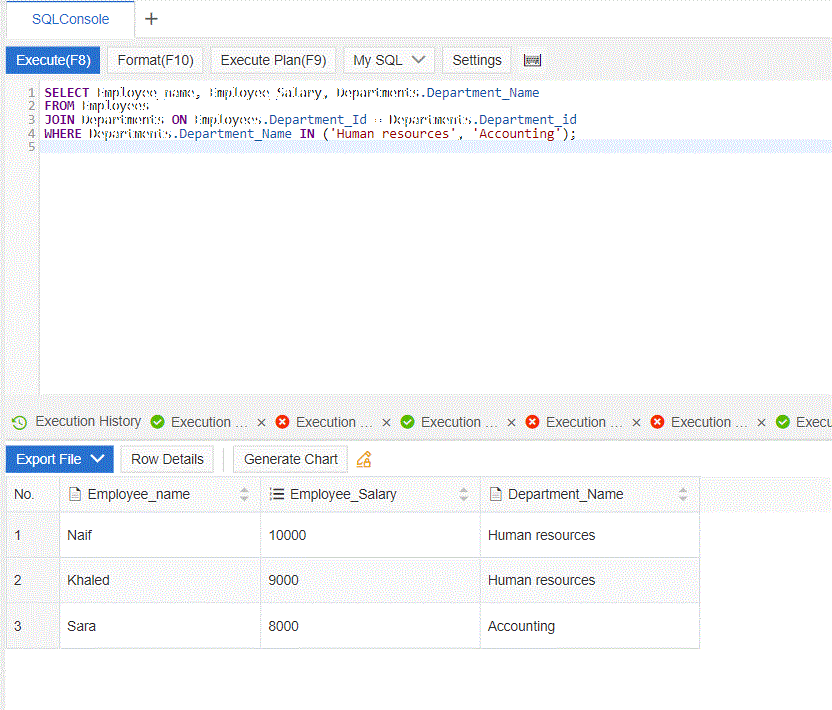 SQLConsole +
Execute(F8) Format(F10) Execute Plan(F9) My SQL Settings
1 SELECT Employee_name, Employee_Salary, Departments.Department_Name
2 FROM Employees
3 JOIN Departments ON Employees.Department_Id = Departments.Department_id
4 WHERE Departments.Department_Name IN ('Human resources', 'Accounting');
5
Execution History Execution ... × Execution ... × Execution ... × Execution ... × Execution ... × Execu
Export File Row Details Generate Chart
No. Employee_name Employee_Salary Department_Name
1 Naif 10000 Human resources
2 Khaled 9000 Human resources
3 Sara 8000 Accounting